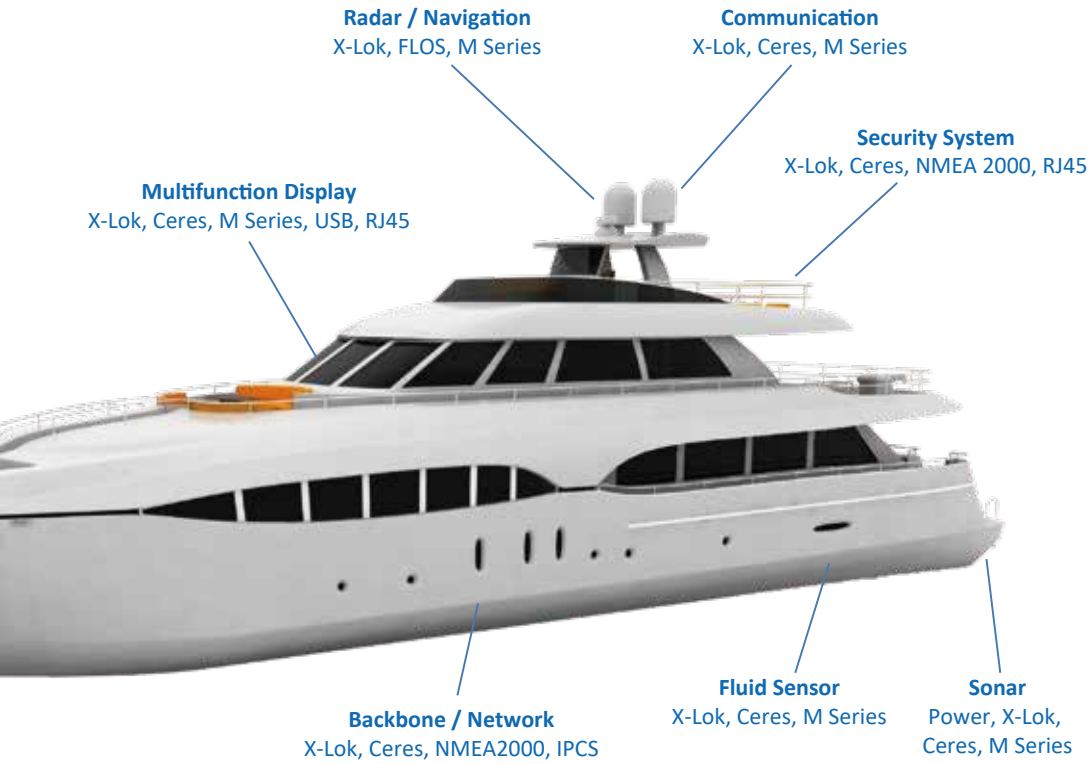 Radar / Navigation
X-Lok, FLOS, M Series
Communication
X-Lok, Ceres, M Series
Security System
X-Lok, Ceres, NMEA 2000, RJ45
Multifunction Display
X-Lok, Ceres, M Series, USB, RJ45
Backbone / Network
X-Lok, Ceres, NMEA2000, IPCS
Fluid Sensor
X-Lok, Ceres, M Series
Sonar
Power, X-Lok,
Ceres, M Series